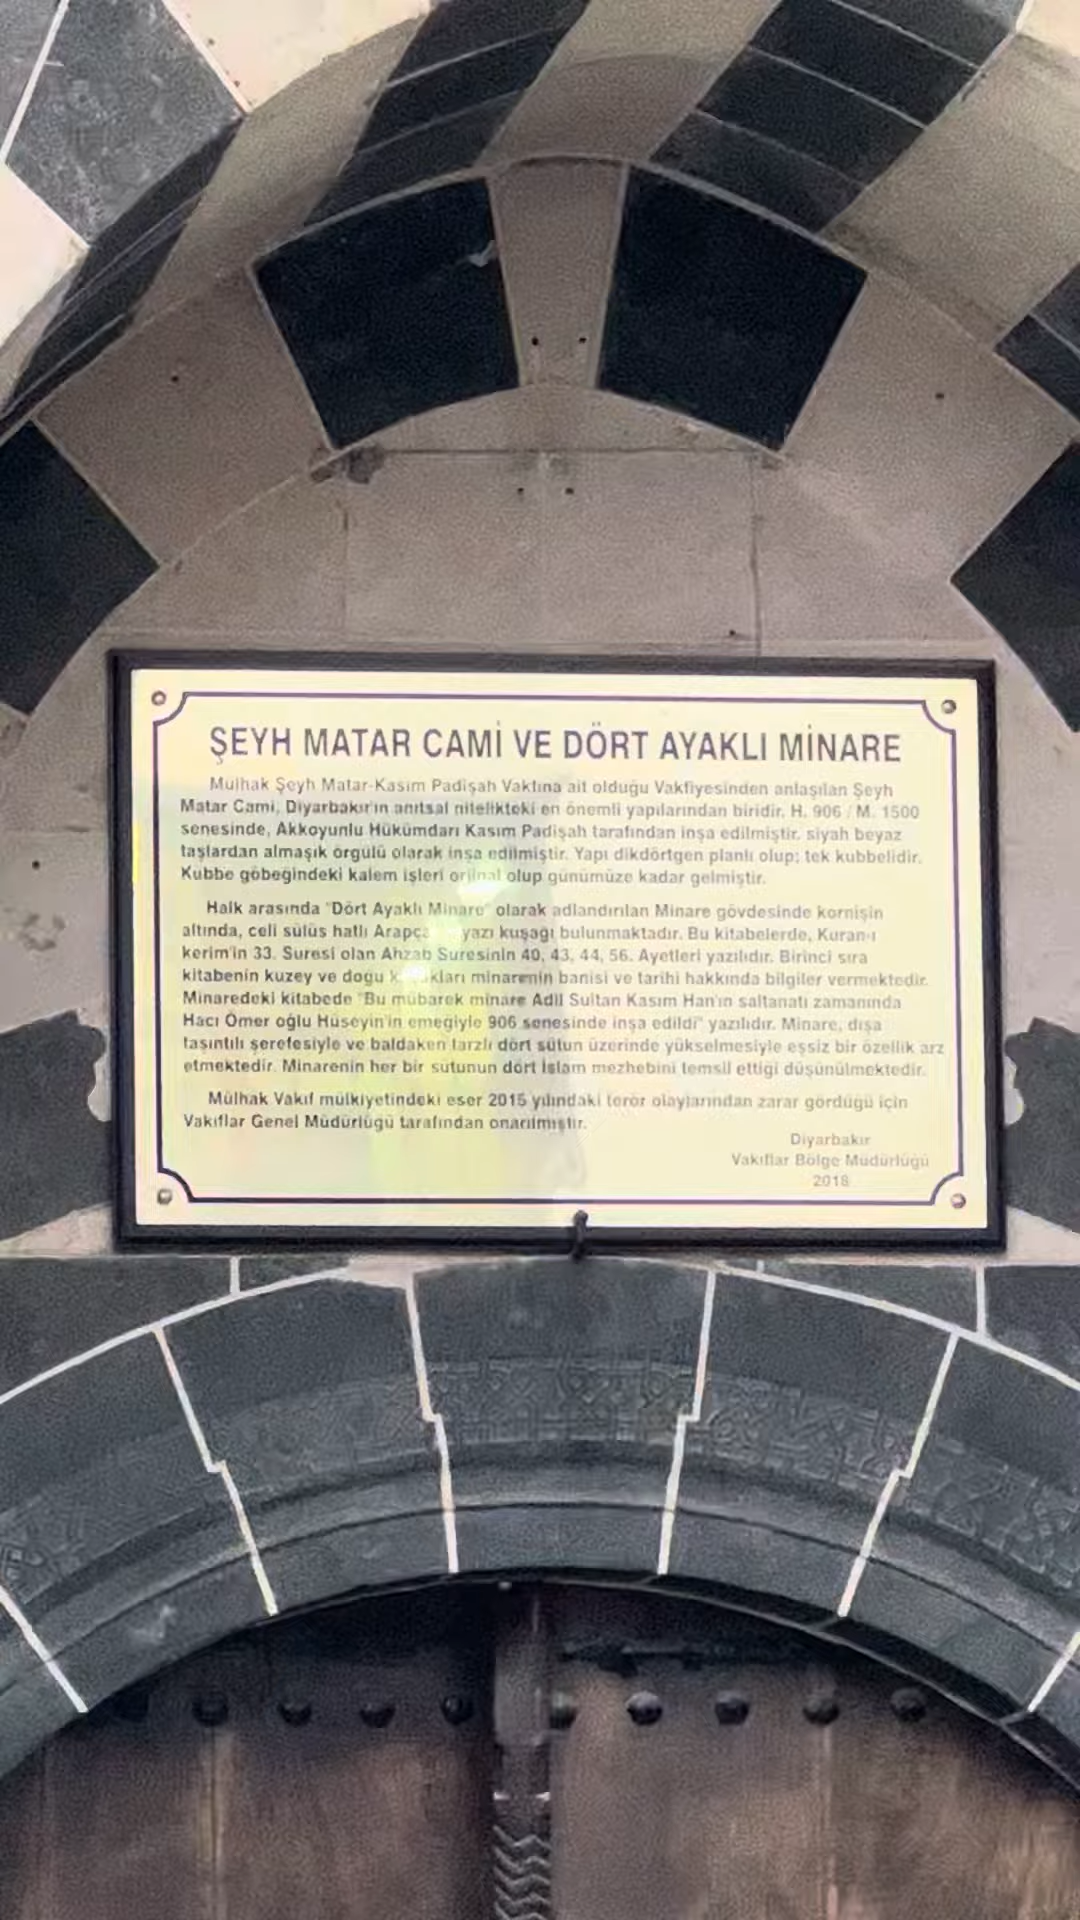 ŞEYH MATAR CAMİ VE DÖRT AYAKLI MİNARE
Mülhak Şeyh Matar-Kasım Padişah Vakfına ait olduğu Vakfiyesinden anlaşılan Şeyh
Matar Cami, Diyarbakır'ın anıtsal nitelikteki en önemli yapılarından biridir. H. 906 / M. 1500
senesinde, Akkoyunlu Hükümdarı Kasım Padişah tarafından inşa edilmiştir. siyah beyaz
taşlardan almaşık örgülü olarak inşa edilmiştir. Yapı dikdörtgen planlı olup; tek kubbelidir.
Kubbe göbeğindeki kalem işleri orjinal olup günümüze kadar gelmiştir.
Halk arasında "Dört Ayaklı Minare" olarak adlandırılan Minare gövdesinde kornişin
altında, celi sülüs hatlı Arapça yazı kuşağı bulunmaktadır. Bu kitabelerde, Kuran-ı
kerim'in 33. Suresi olan Ahzab Suresinin 40, 43, 44, 56. Ayetleri yazılıdır. Birinci sıra
kitabenin kuzey ve doğu minarenin banisi ve tarihi hakkında bilgiler vermektedir.
Minaredeki kitabede "Bu mübarek minare Adil Sultan Kasım Han'ın saltanatı zamanında
Hacı Ömer oğlu Hüseyin'in emeğiyle 906 senesinde inşa edildi" yazılıdır. Minare, dışa
taşıntılı şerefesiyle ve baldaken tarzlı dört sütun üzerinde yükselmesiyle eşsiz bir özellik arz
etmektedir. Minarenin her bir sütunun dört İslam mezhebini temsil ettiği düşünülmektedir.
Mülhak Vakıf mülkiyetindeki eser 2015 yılındaki terör olaylarından zarar gördüğü için
Vakıflar Genel Müdürlüğü tarafından onarılmıştır.
Diyarbakır
Vakıflar Bölge Müdürlüğü
2018